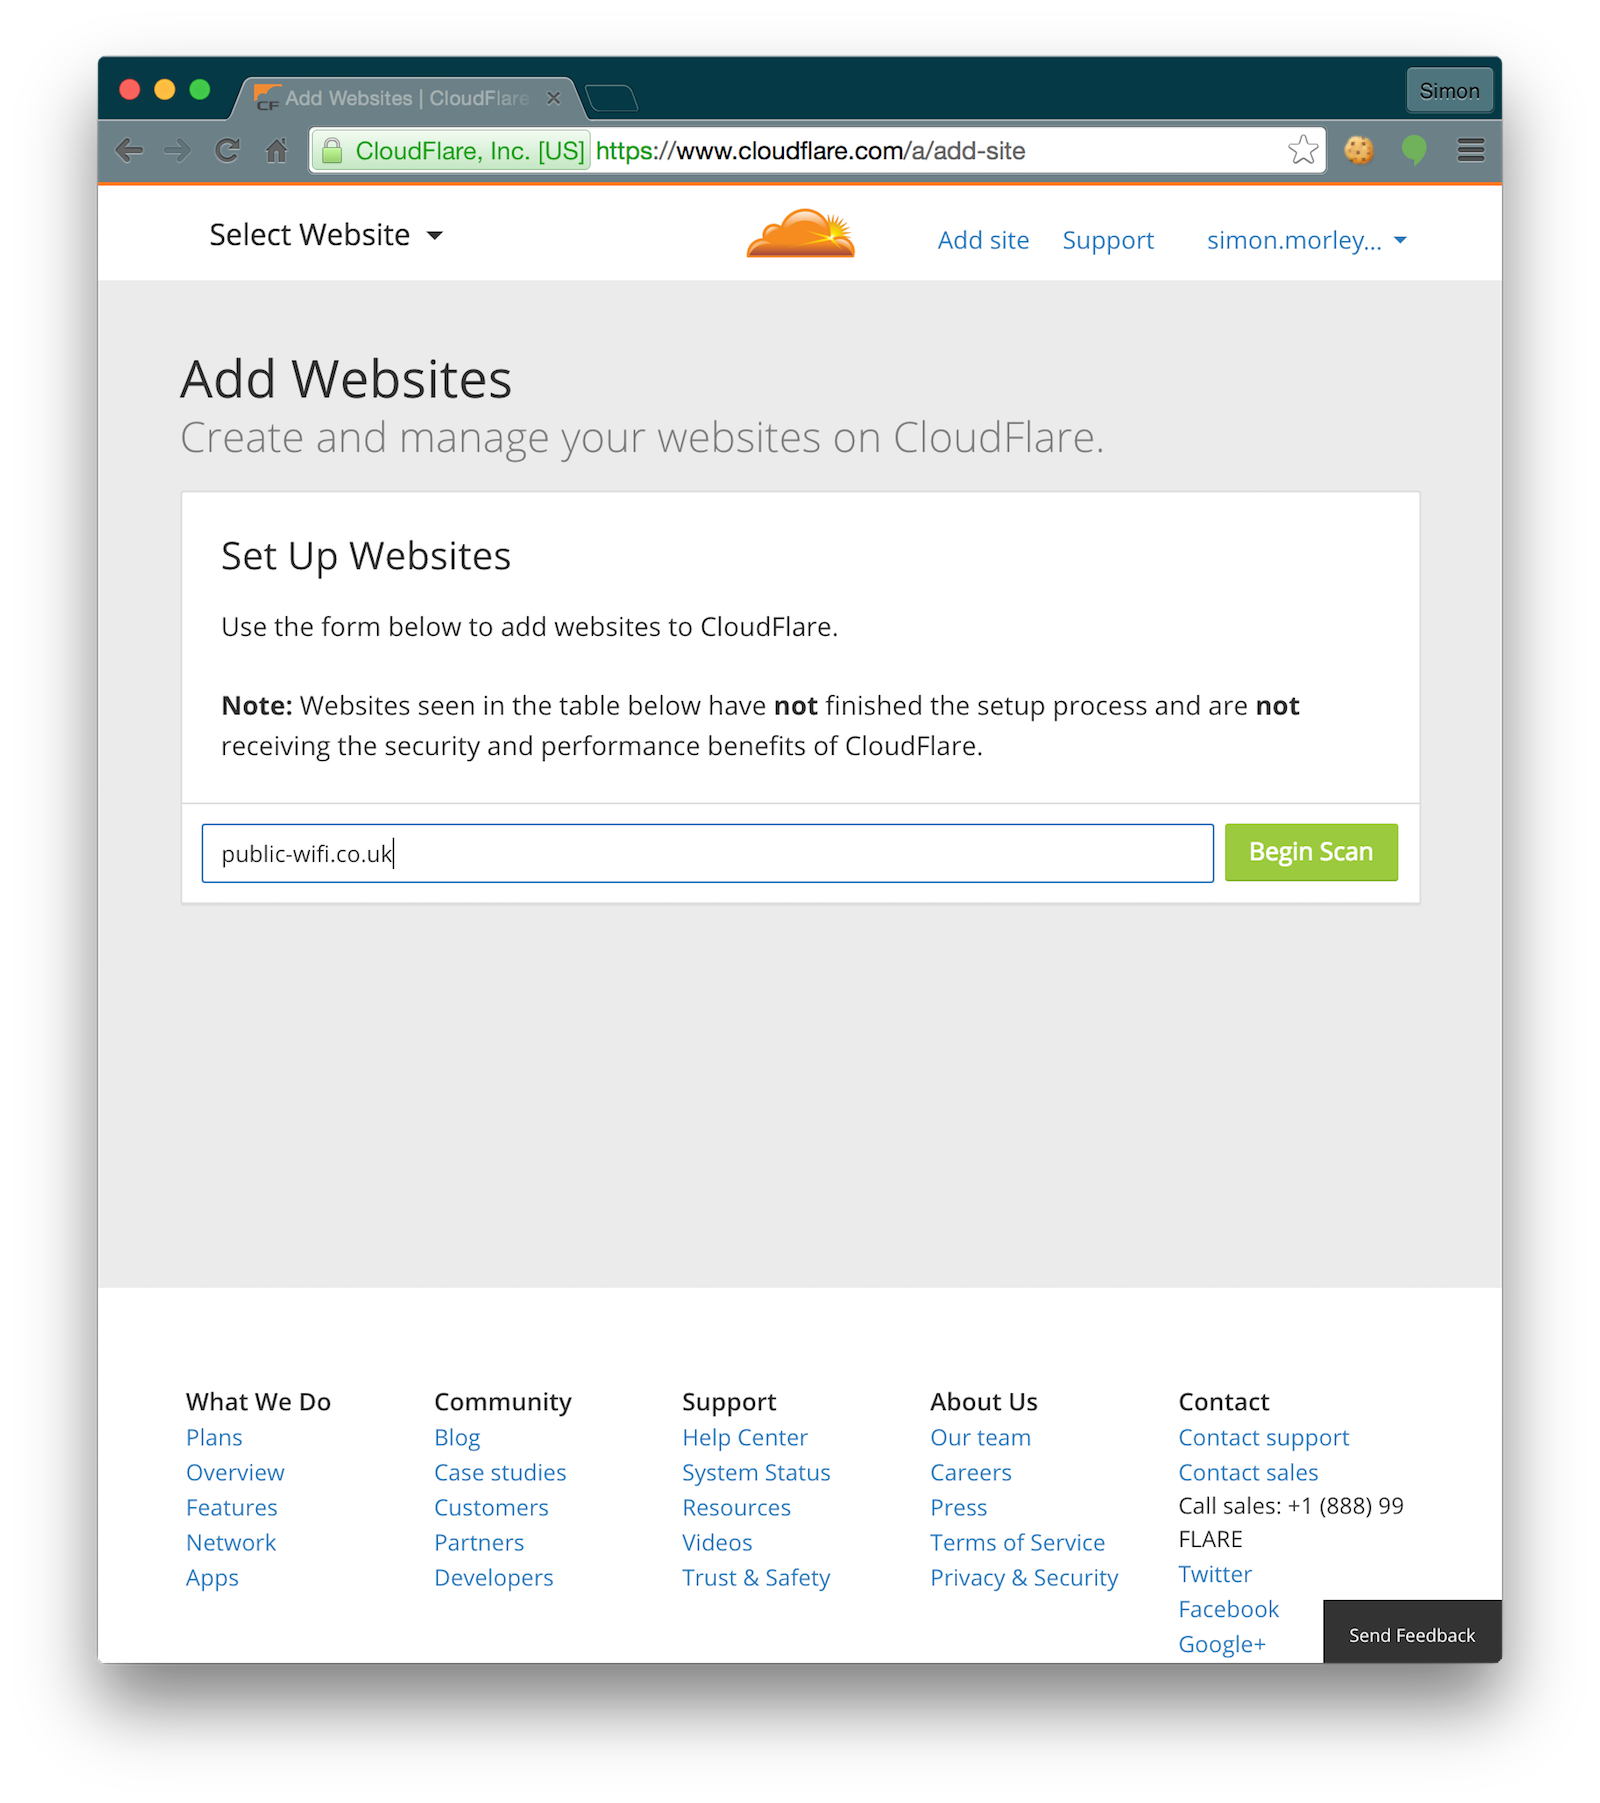 Add Websites | CloudFlare
Simon
CloudFlare, Inc. [US] https://www.cloudflare.com/a/add-site
Select Website
Add site Support simon.morley...
Add Websites
Create and manage your websites on CloudFlare.
Set Up Websites
Use the form below to add websites to CloudFlare.
Note: Websites seen in the table below have not finished the setup process and are not
receiving the security and performance benefits of CloudFlare.
public-wifi.co.uk
Begin Scan
What We Do
Plans
Overview
Features
Network
Apps
Community
Blog
Case studies
Customers
Partners
Developers
Support
Help Center
System Status
Resources
Videos
Trust & Safety
About Us
Our team
Careers
Press
Terms of Service
Privacy & Security
Contact
Contact support
Contact sales
Call sales: +1 (888) 99
FLARE
Twitter
Facebook
Google+
Send Feedback